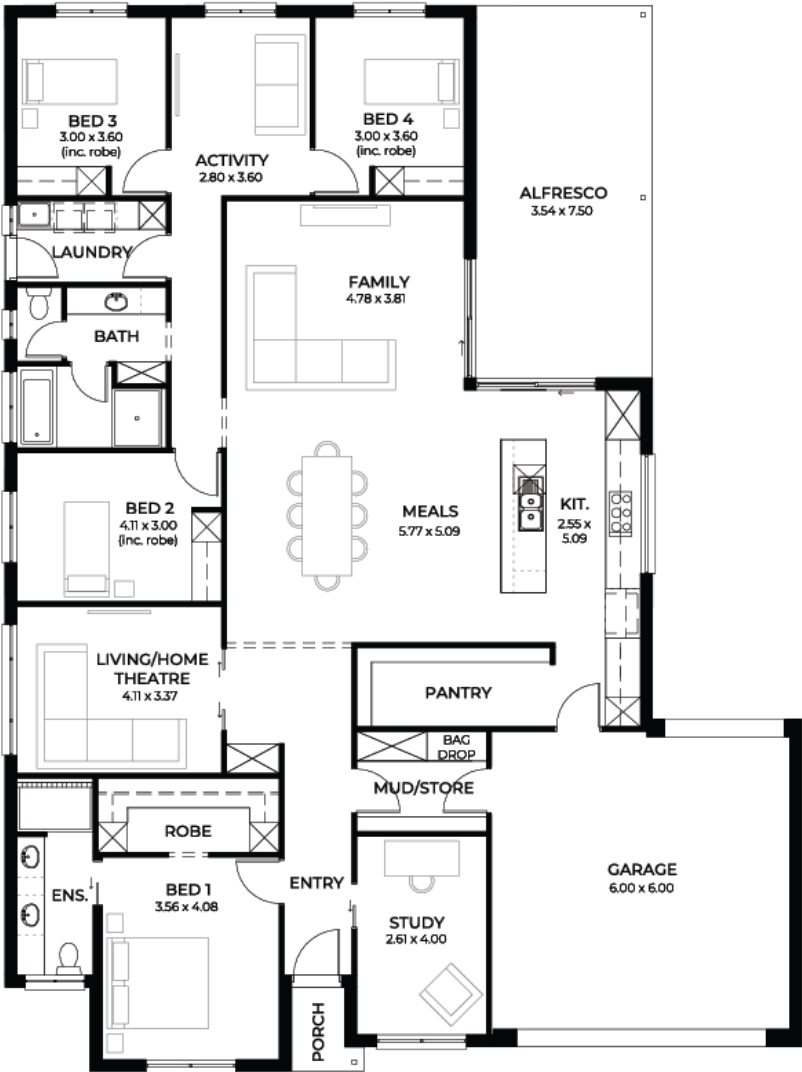 BED 3
3.00 x 3.60
(inc. robe)
BED 4
3.00 x 3.60
(inc. robe)
ACTIVITY
2.80 x 3.60
ALFRESCO
3.54 x 7.50
LAUNDRY
FAMILY
4.78 x 3.81
BATH
BED 2
4.11 x 3.00
(inc. robe)
MEALS
5.77 x 5.09
KIT.
2.55 x
5.09
LIVING/HOME
THEATRE
4.11 x 3.37
PANTRY
BAG
DROP
MUD/STORE
ROBE
GARAGE
6.00 x 6.00
ENTRY
BED 1
3.56 x 4.08
ENS.
STUDY
2.61 x 4.00
PORCH